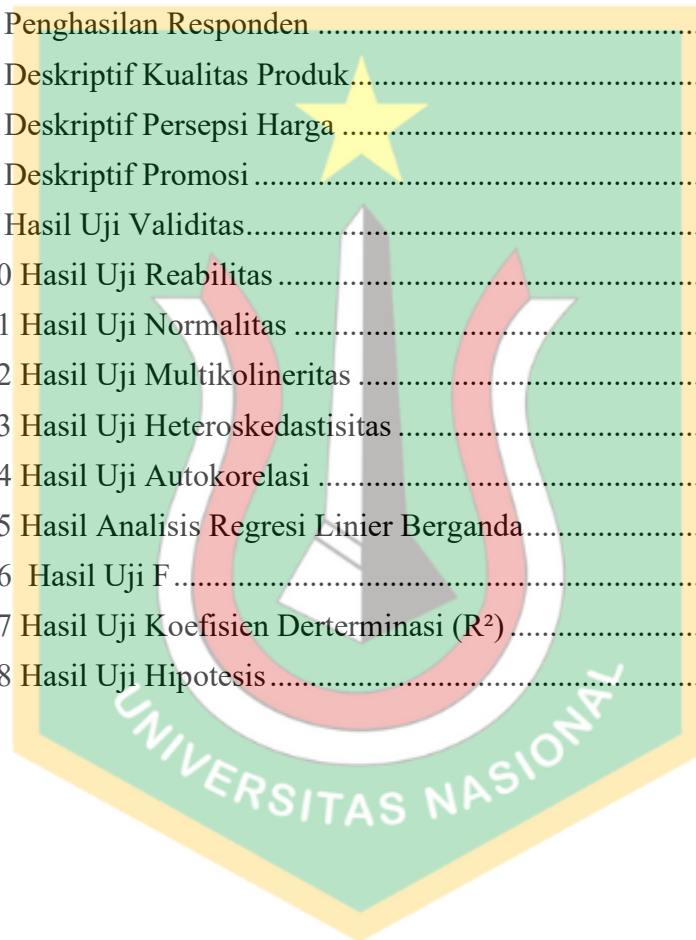 Penghasilan Responden ........................................
Deskriptif Kualitas Produk....................................
Deskriptif Persepsi Harga .....................................
Deskriptif Promosi ................................................
Hasil Uji Validitas..................................................
0 Hasil Uji Reabilitas ..............................................
1 Hasil Uji Normalitas ............................................
2 Hasil Uji Multikolineritas ....................................
3 Hasil Uji Heteroskedastisitas ...............................
4 Hasil Uji Autokorelasi .........................................
5 Hasil Analisis Regresi Linier Berganda................
6 Hasil Uji F...........................................................
7 Hasil Uji Koefisien Derterminasi (R²) ..................
8 Hasil Uji Hipotesis...............................................
UNIVERSITAS NASIONAL